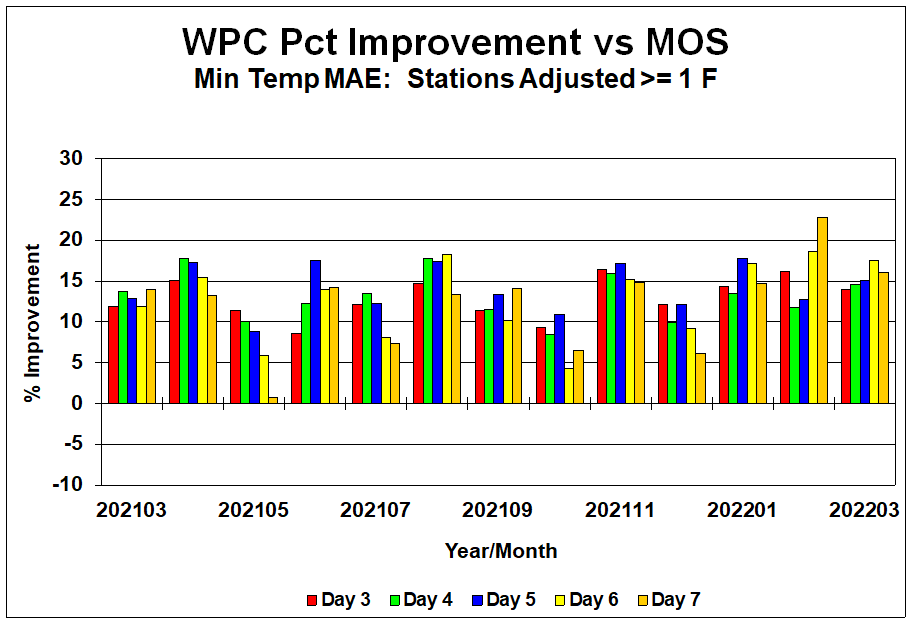 WPC Pct Improvement vs MOS
Min Temp MAE: Stations Adjusted >= 1 F
30
25
20
15
10
5
0
-5
-10
% Improvement
202103 202105 202107 202109 202111 202201 202203
Year/Month
Day 3 Day 4 Day 5 Day 6 Day 7